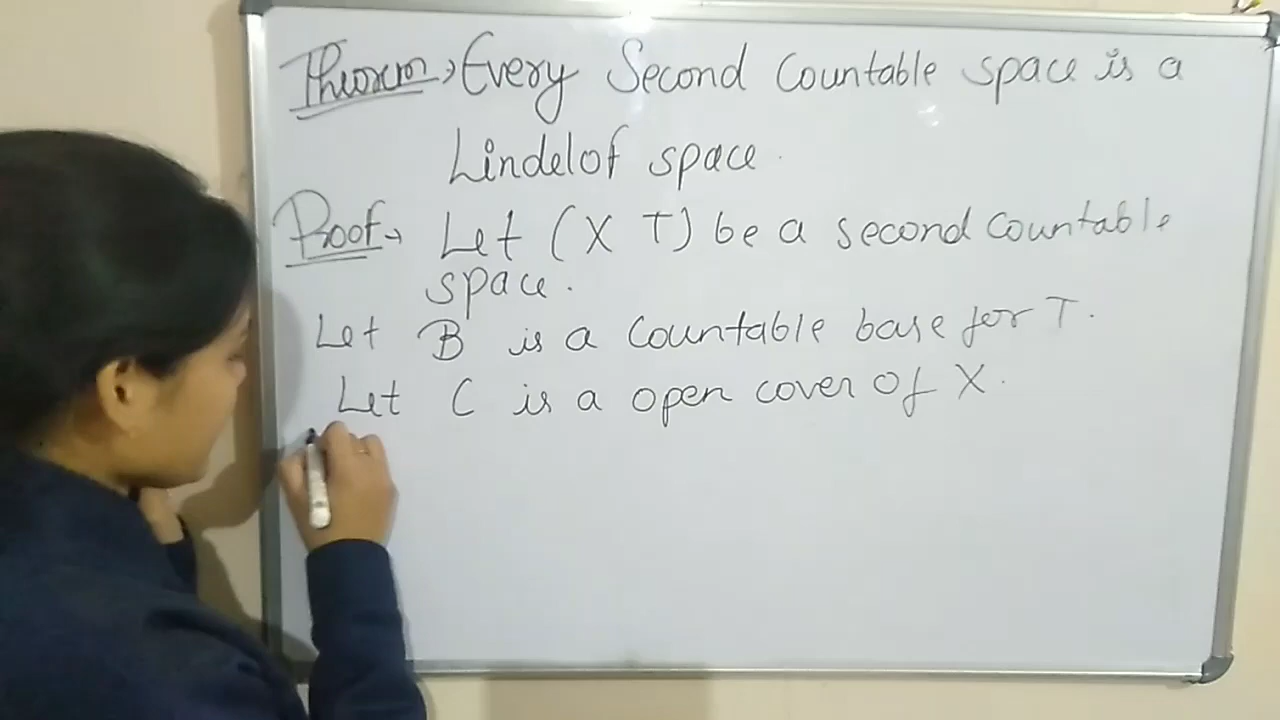 Theorem → Every Second Countable space is a
Lindelof space.
Proof → Let (X T) be a second Countable
space.
Let B is a Countable base for T.
Let C is a open cover of X.